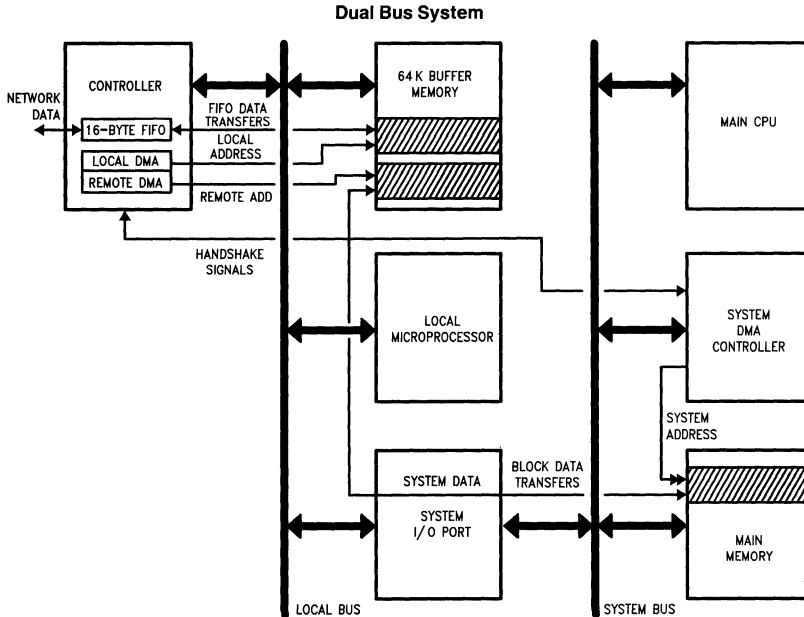 Dual Bus System
CONTROLLER
NETWORK
DATA
16-BYTE FIFO
LOCAL DMA
REMOTE DMA
FIFO DATA
TRANSFERS
LOCAL
ADDRESS
REMOTE ADD
64K BUFFER
MEMORY
MAIN CPU
HANDSHAKE
SIGNALS
LOCAL
MICROPROCESSOR
SYSTEM
DMA
CONTROLLER
SYSTEM
ADDRESS
SYSTEM DATA
BLOCK DATA
TRANSFERS
SYSTEM
I/O PORT
MAIN
MEMORY
LOCAL BUS
SYSTEM BUS